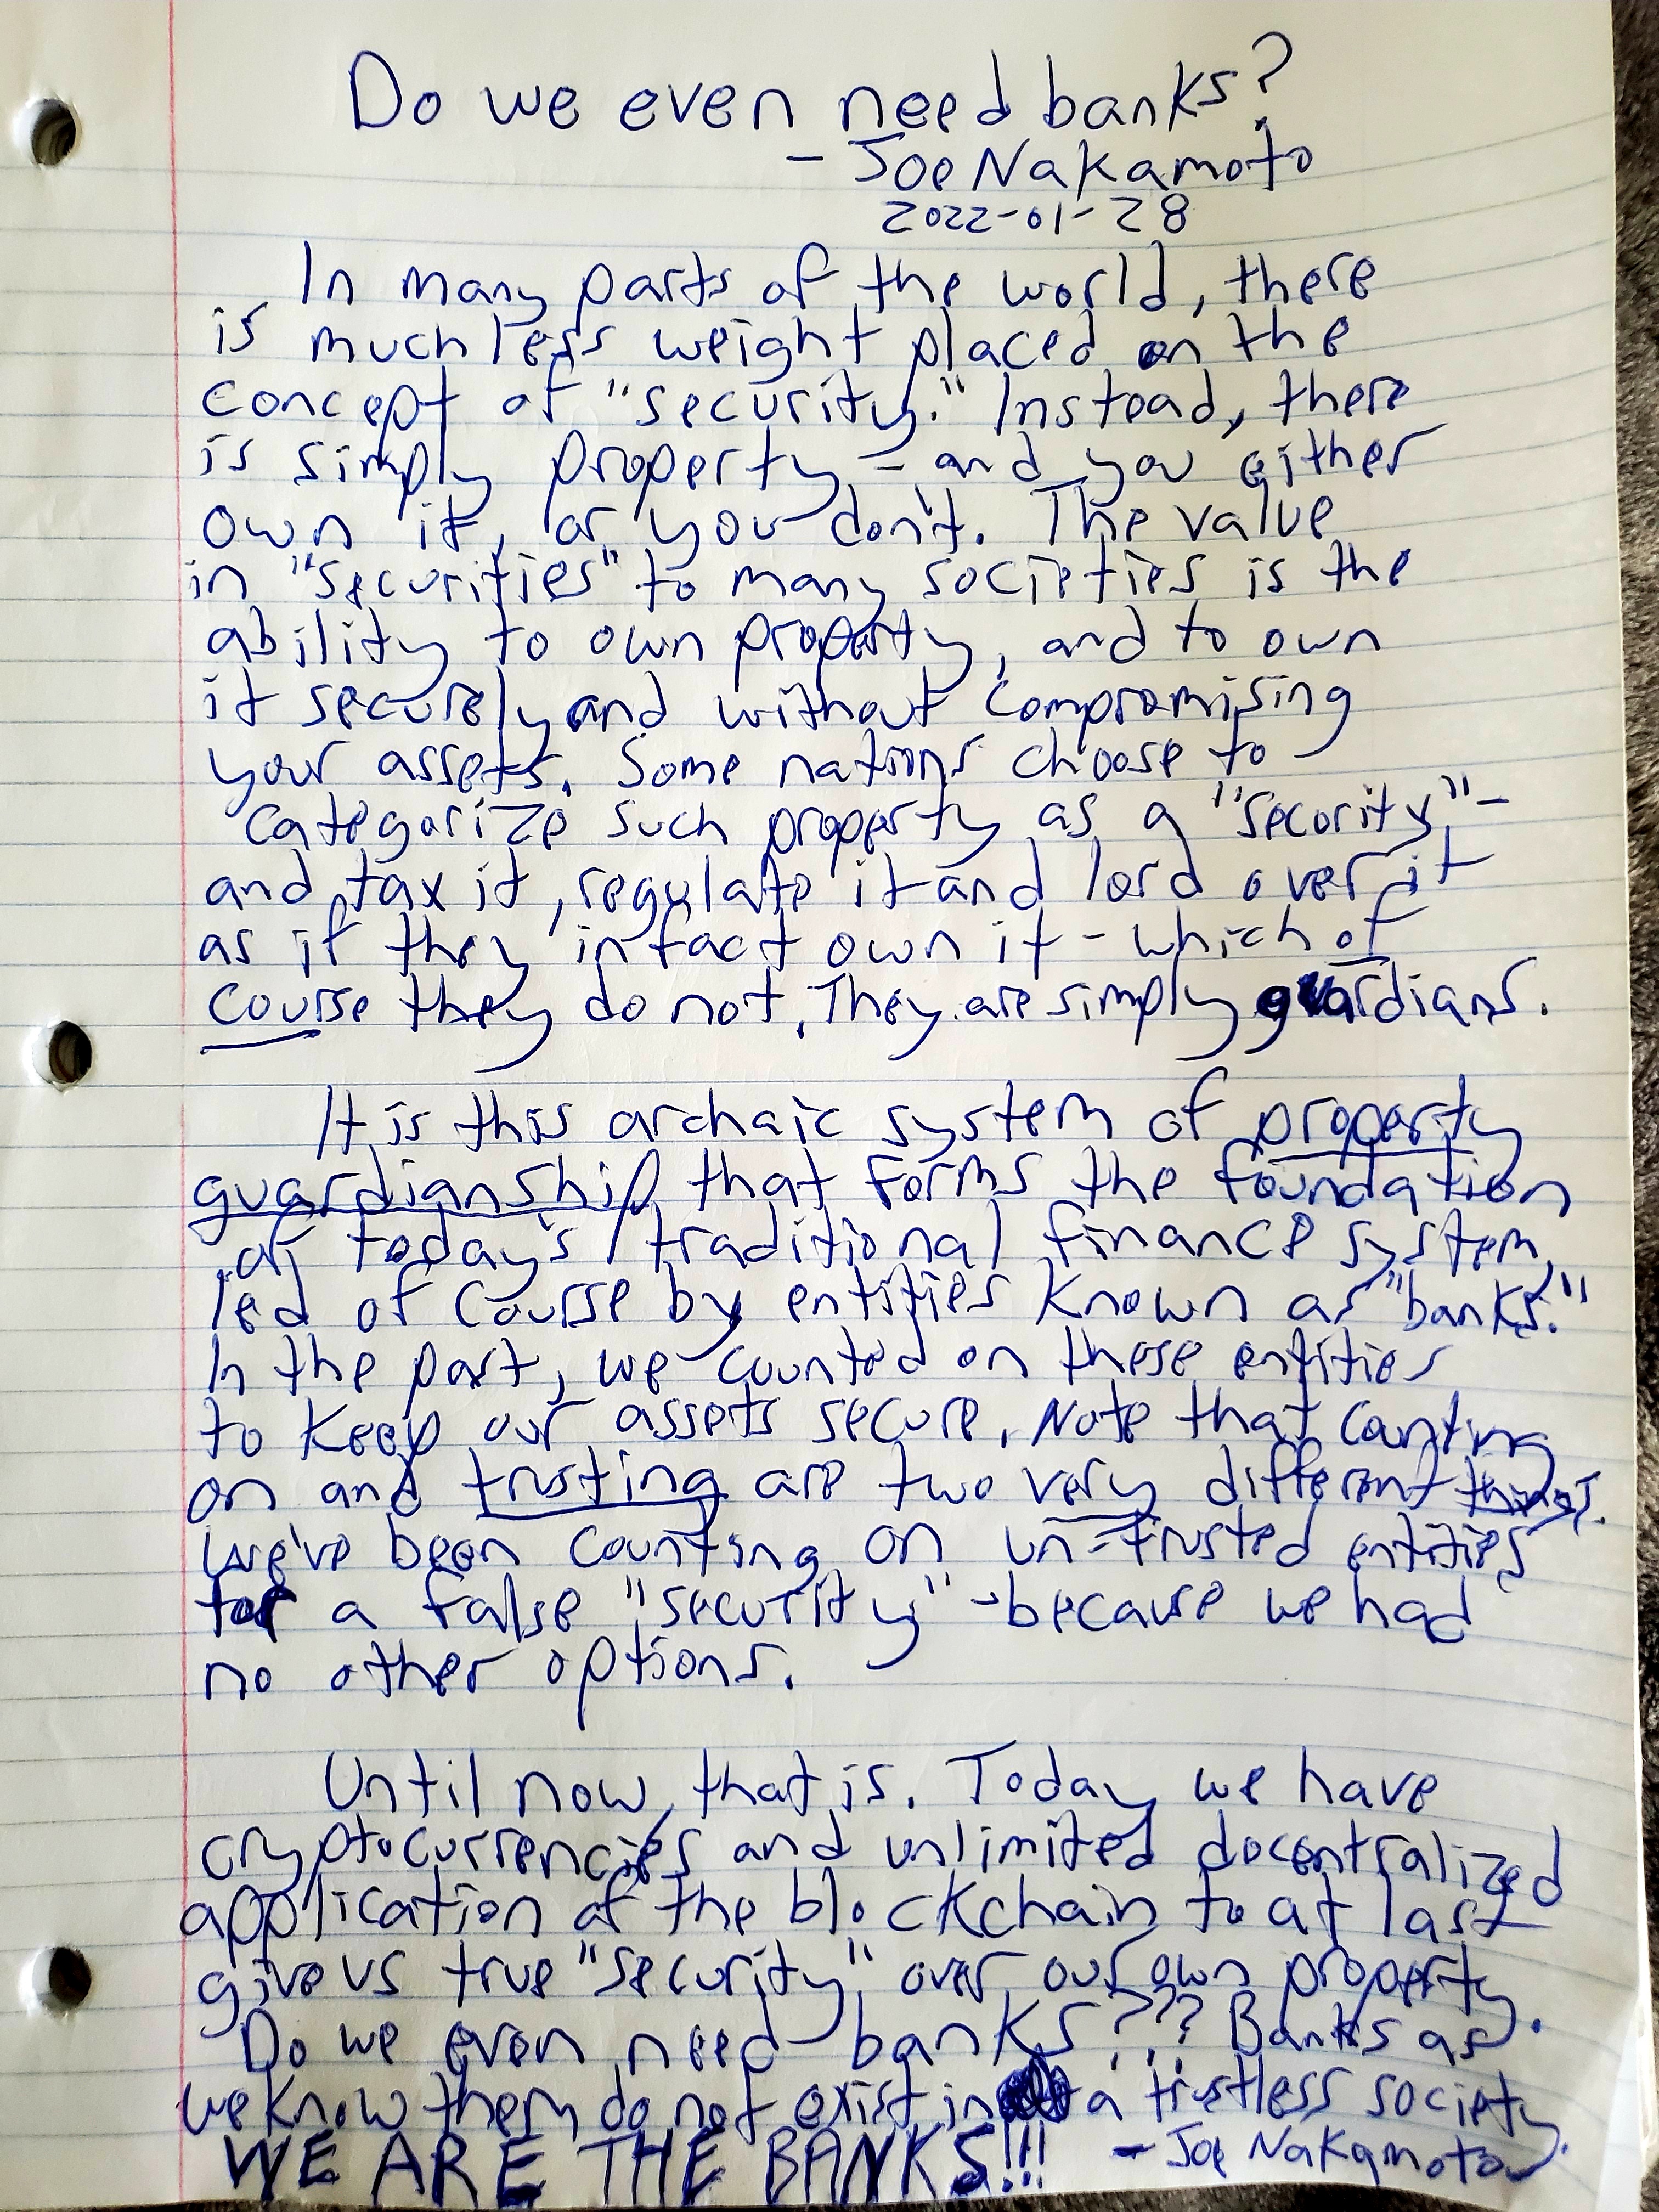 Do we even need banks?
- Joe Nakamoto
2022-01-28
In many parts of the world, there
is much less weight placed on the
concept of "security." Instead, there
is simply property - and you either
own it, or you don't. The value
in "securities" to many societies is the
ability to own property, and to own
it securely and without compromising
your assets. Some nations choose to
categorize such property as a "security" -
and tax it, regulate it and lord over it
as if they in fact own it - which of
course they do not. They are simply guardians.
It is this archaic system of property
guardianship that forms the foundation
of today's traditional finance system,
led of course by entities known as "banks."
In the past, we counted on these entities
to keep our assets secure. Note that counting
on and trusting are two very different things.
We've been counting on un-trusted entities
for a false "security" - because we had
no other options.
Until now, that is. Today we have
cryptocurrencies and unlimited decentralized
application of the blockchain to at last
give us true "security" over our own property.
Do we even need banks??? Banks as
we know them do not exist in a trustless society.
WE ARE THE BANKS!!! - Joe Nakamoto